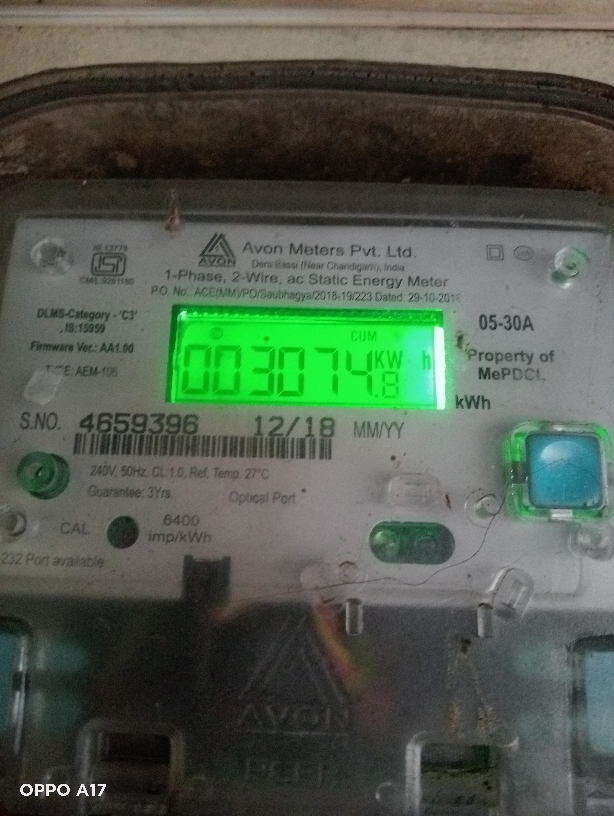 IS 13779
ISI
CM/L-9281180
AVON
Avon Meters Pvt. Ltd.
Dera Bassi (Near Chandigarh), India
1-Phase, 2-Wire, ac Static Energy Meter
P.O. No.: ACE(MM)/PO/Saubhagya/2018-19/223 Dated: 29-10-2018
DLMS-Category - 'C3'
IS:15959
Firmware Ver.: AA1.00
TYPE: AEM-106
CUM
003074.8 KW h
05-30A
Property of
MePDCL
kWh
S.NO. 4659396 12/18 MM/YY
240V, 50Hz, CL 1.0, Ref. Temp. 27°C
Guarantee: 3Yrs.
Optical Port
CAL
6400
imp/kWh
232 Port available
AVON
OPPO A17